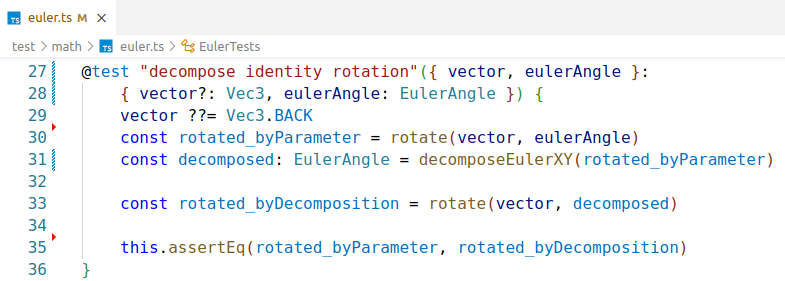 TS euler.ts M ×
test > math > TS euler.ts > EulerTests
27 @test "decompose identity rotation"({ vector, eulerAngle }:
28 { vector?: Vec3, eulerAngle: EulerAngle }) {
29 vector ??= Vec3.BACK
30 const rotated_byParameter = rotate(vector, eulerAngle)
31 const decomposed: EulerAngle = decomposeEulerXY(rotated_byParameter)
32
33 const rotated_byDecomposition = rotate(vector, decomposed)
34
35 this.assertEq(rotated_byParameter, rotated_byDecomposition)
36 }